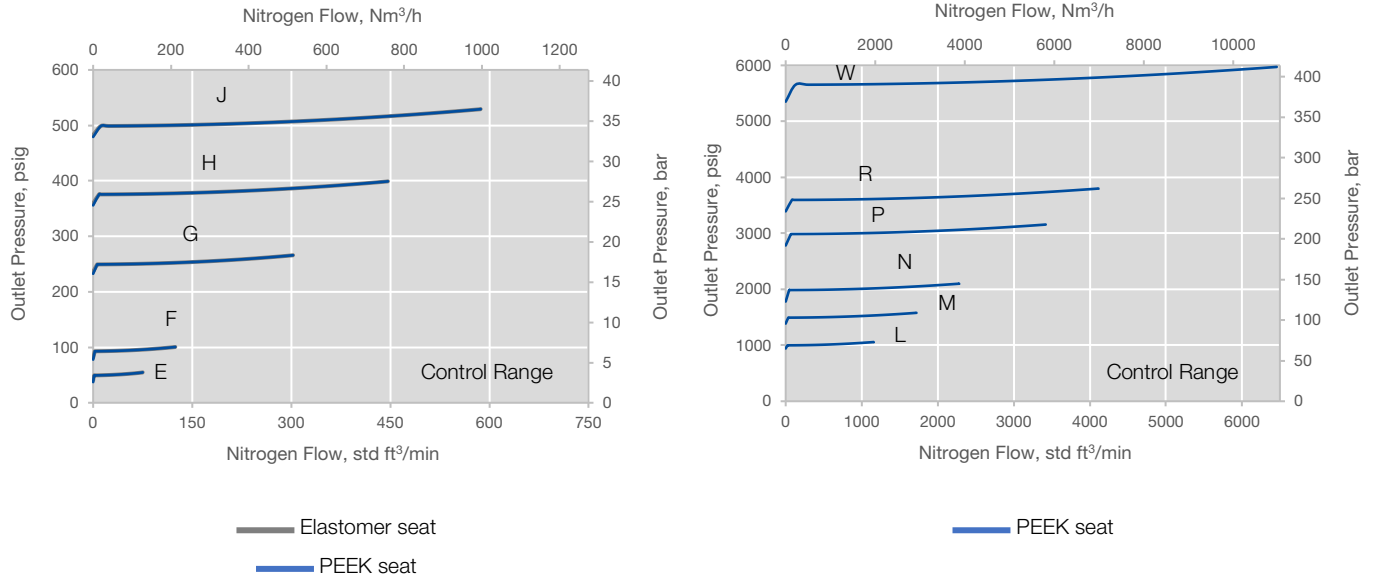 Nitrogen Flow, Nm³/h
0 200 400 600 800 1000 1200
600
500
400
300
200
100
0
Outlet Pressure, psig
J
H
G
F
E
Control Range
40
35
30
25
20
15
10
5
0
Outlet Pressure, bar
0 150 300 450 600 750
Nitrogen Flow, std ft³/min
Elastomer seat
PEEK seat
Nitrogen Flow, Nm³/h
0 2000 4000 6000 8000 10000
6000
5000
4000
3000
2000
1000
0
Outlet Pressure, psig
W
R
P
N
M
L
Control Range
400
350
300
250
200
150
100
50
0
Outlet Pressure, bar
0 1000 2000 3000 4000 5000 6000
Nitrogen Flow, std ft³/min
PEEK seat